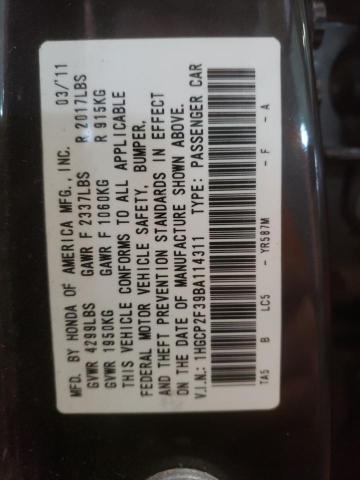 MFD. BY HONDA OF AMERICA MFG., INC. 03/'11
GVWR 4299LBS GAWR F 2337LBS R 2017LBS
GVWR 1950KG GAWR F 1060KG R 915KG
THIS VEHICLE CONFORMS TO ALL APPLICABLE
FEDERAL MOTOR VEHICLE SAFETY, BUMPER,
AND THEFT PREVENTION STANDARDS IN EFFECT
ON THE DATE OF MANUFACTURE SHOWN ABOVE.
V.I.N.: 1HGCP2F39BA114311 TYPE: PASSENGER CAR
TA5 B LC5 - YR587M - F - A